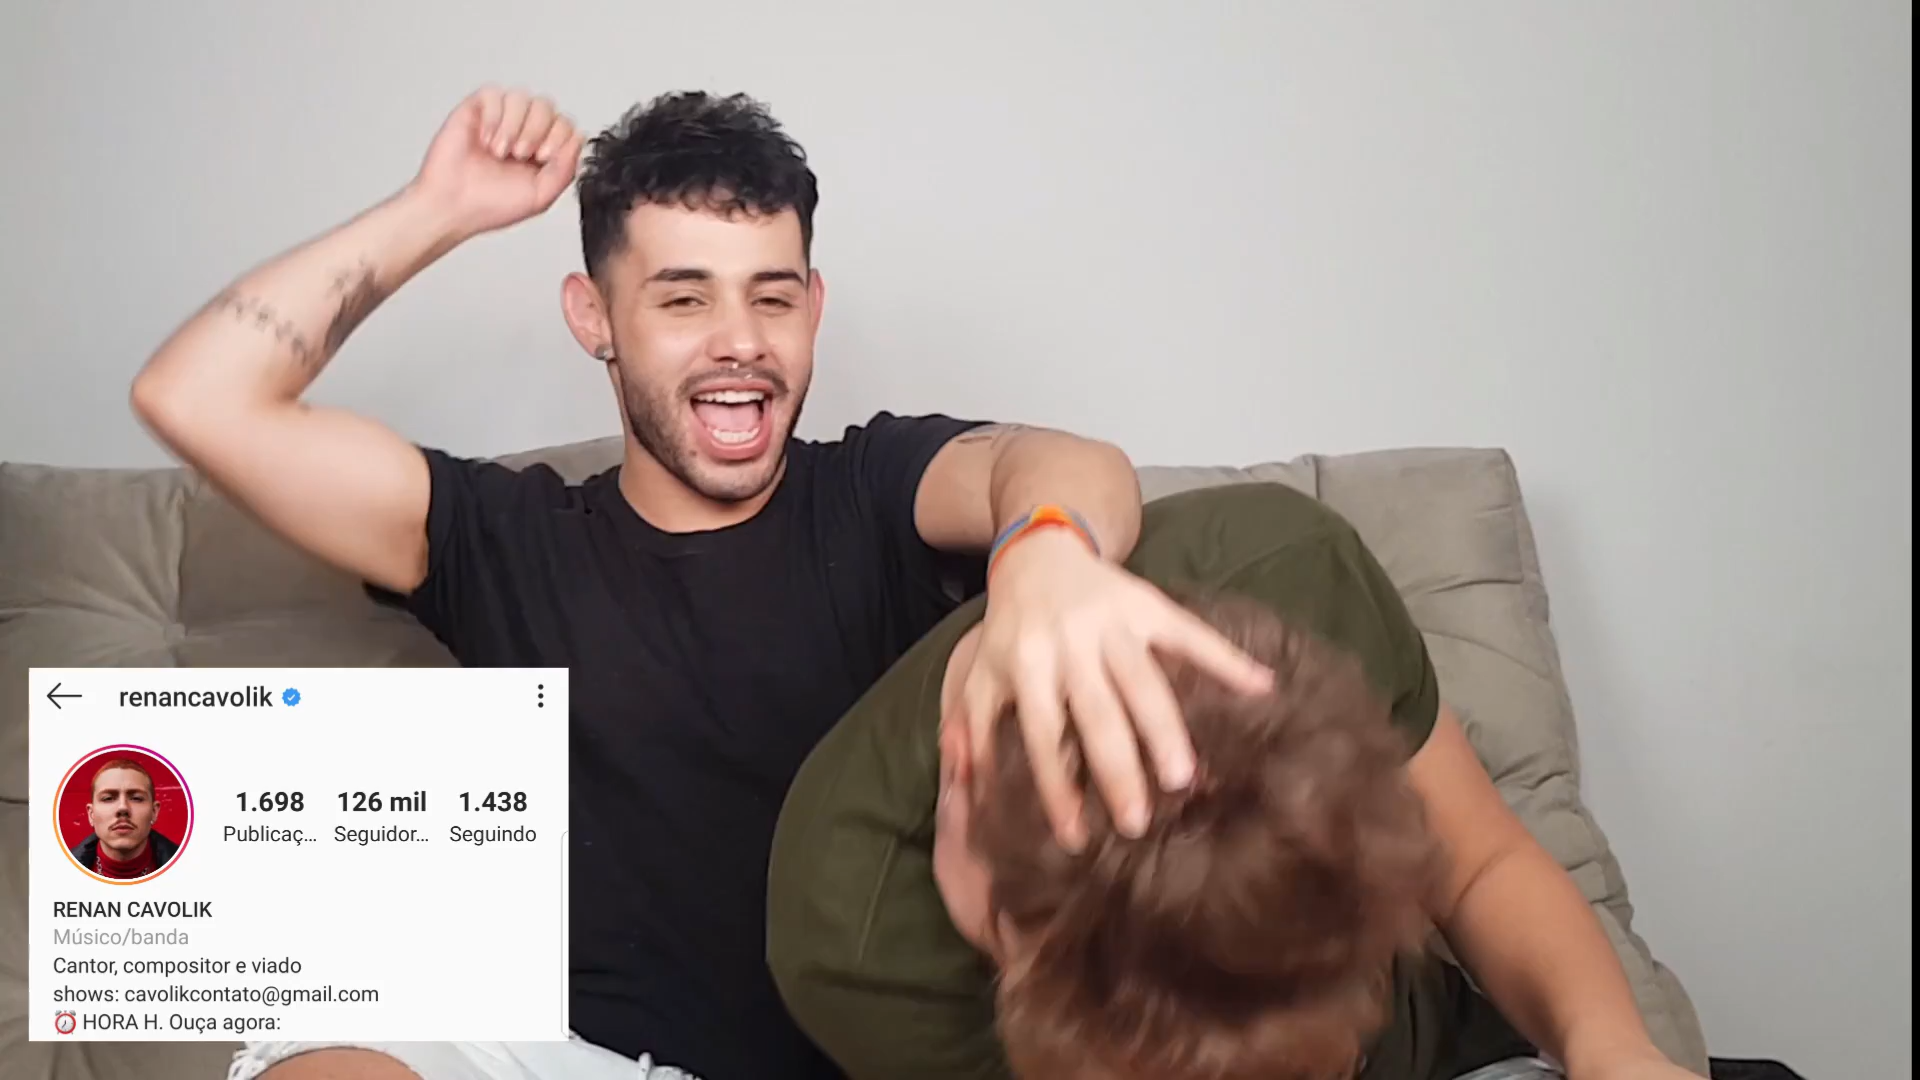 renancavolik
1.698 126 mil 1.438
Publicaç... Seguidor... Seguindo
RENAN CAVOLIK
Músico/banda
Cantor, compositor e viado
shows: cavolikcontato@gmail.com
⏰ HORA H. Ouça agora: